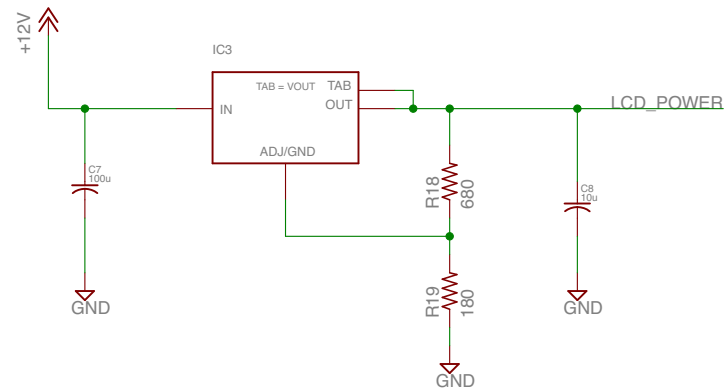 +12V
IC3
TAB = VOUT
TAB
IN
OUT
LCD_POWER
ADJ/GND
C7
100u
R18
680
C8
10u
R19
180
GND
GND
GND